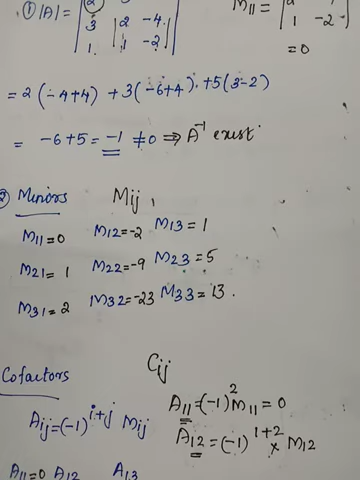 ① |A| = | 2
3 | 2 -4 |
1 | 1 -2 |
M11 = | 2
1 -2 |
= 0
= 2(-4+4) +3(-6+4) +5(3-2)
= -6+5 = -1 ≠0 ⇒ A⁻¹ exist
② Minors Mij
M11=0 M12=-2 M13=1
M21=1 M22=-9 M23=5
M31=2 M32=-23 M33=13.
Cofactors Cij
Aij=(-1)^i+j Mij A11=(-1)^2 M11=0
A12=(-1)^1+2 × M12
A11=0 A12 A13